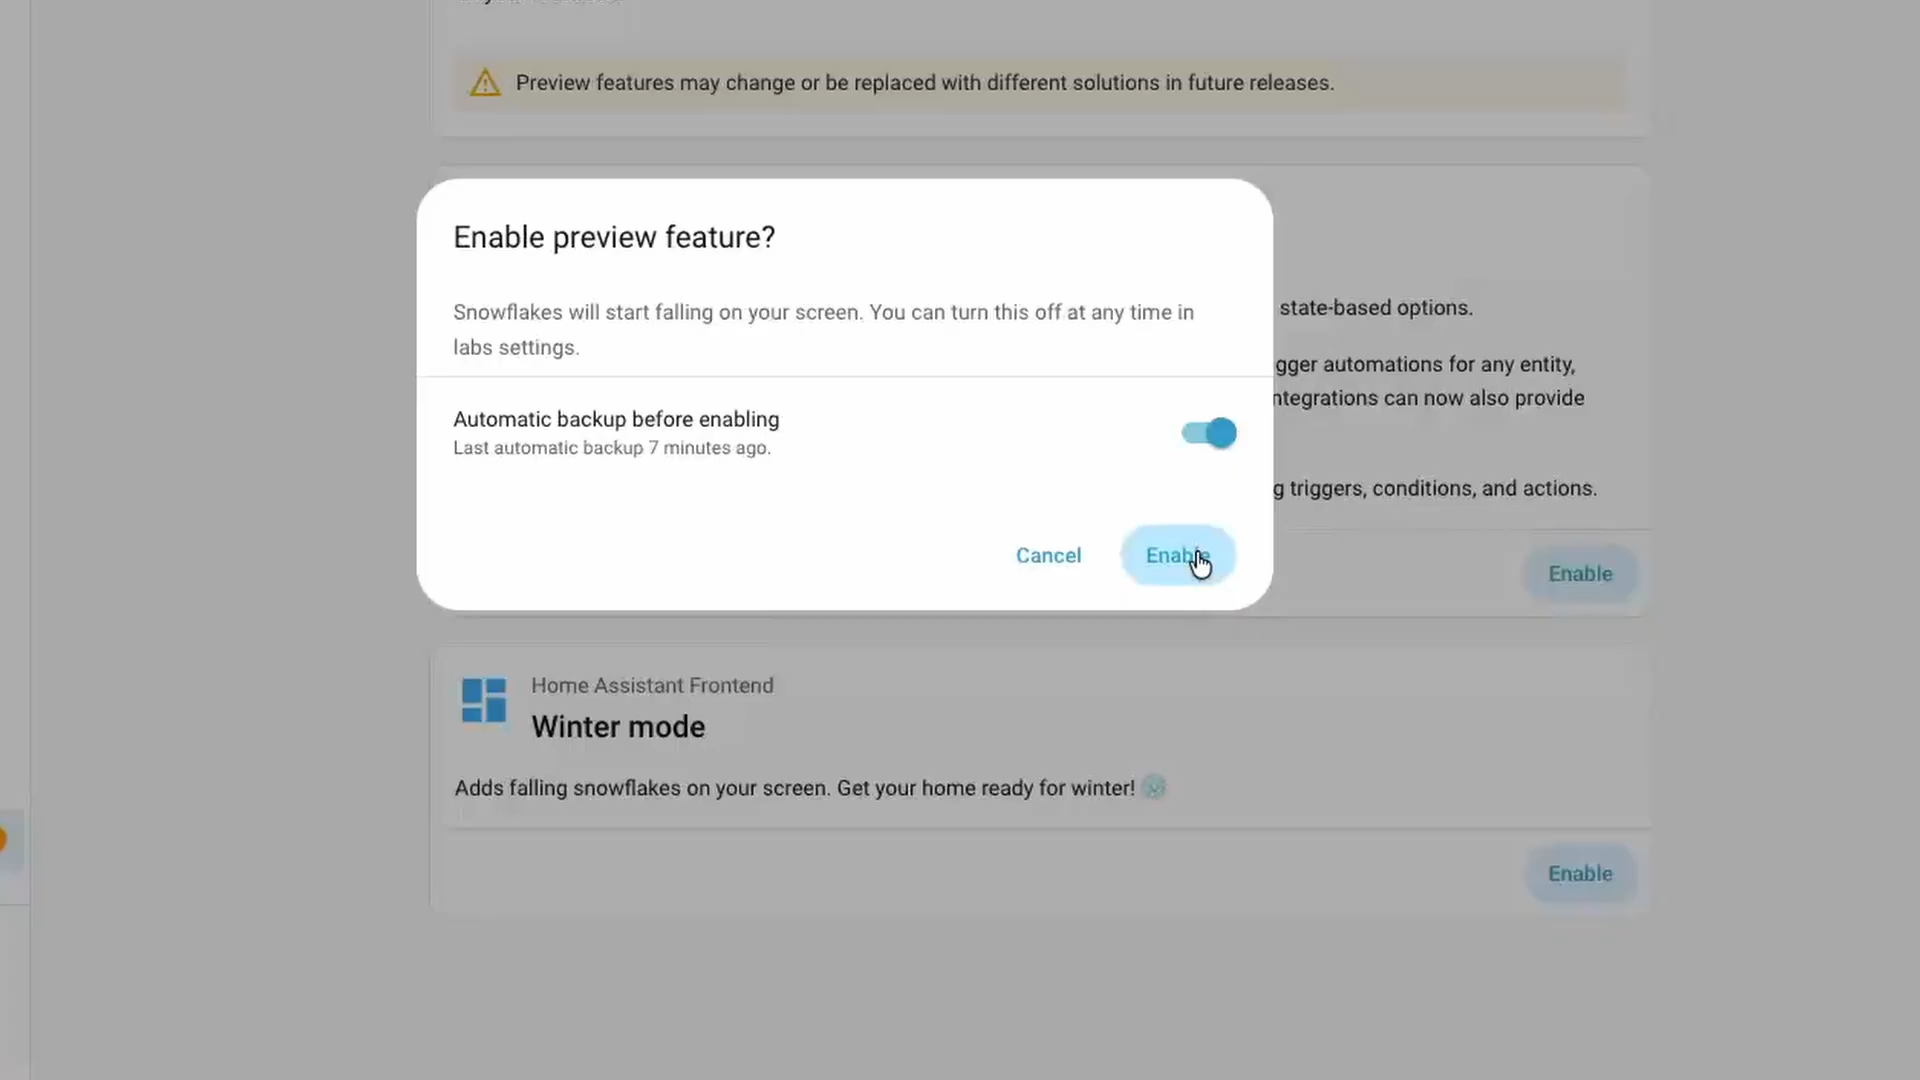 Preview features may change or be replaced with different solutions in future releases.
Enable preview feature?
Snowflakes will start falling on your screen. You can turn this off at any time in
labs settings.
state-based options.
gger automations for any entity,
ntegrations can now also provide
Automatic backup before enabling
Last automatic backup 7 minutes ago.
g triggers, conditions, and actions.
Cancel
Enable
Enable
Home Assistant Frontend
Winter mode
Adds falling snowflakes on your screen. Get your home ready for winter!
Enable